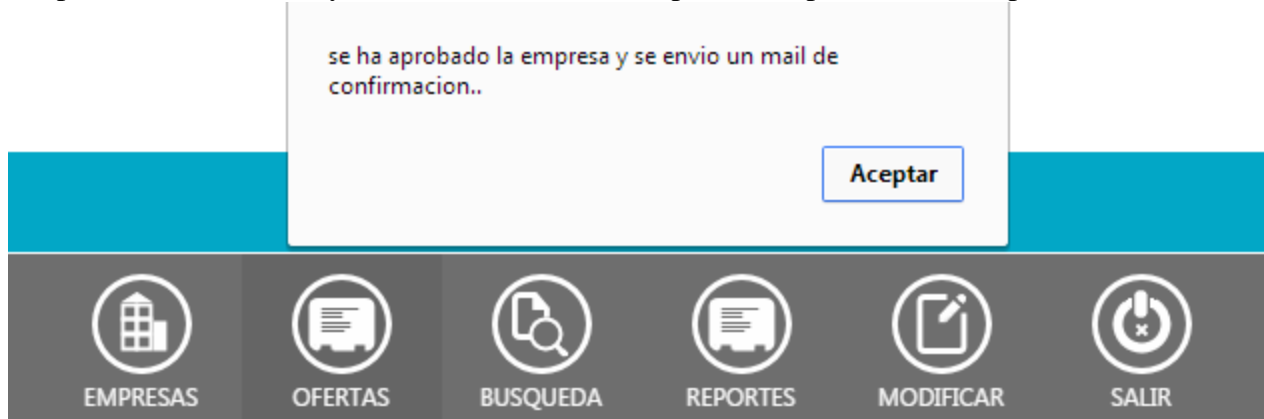 se ha aprobado la empresa y se envio un mail de
confirmacion..
Aceptar
EMPRESAS OFERTAS BUSQUEDA REPORTES MODIFICAR SALIR